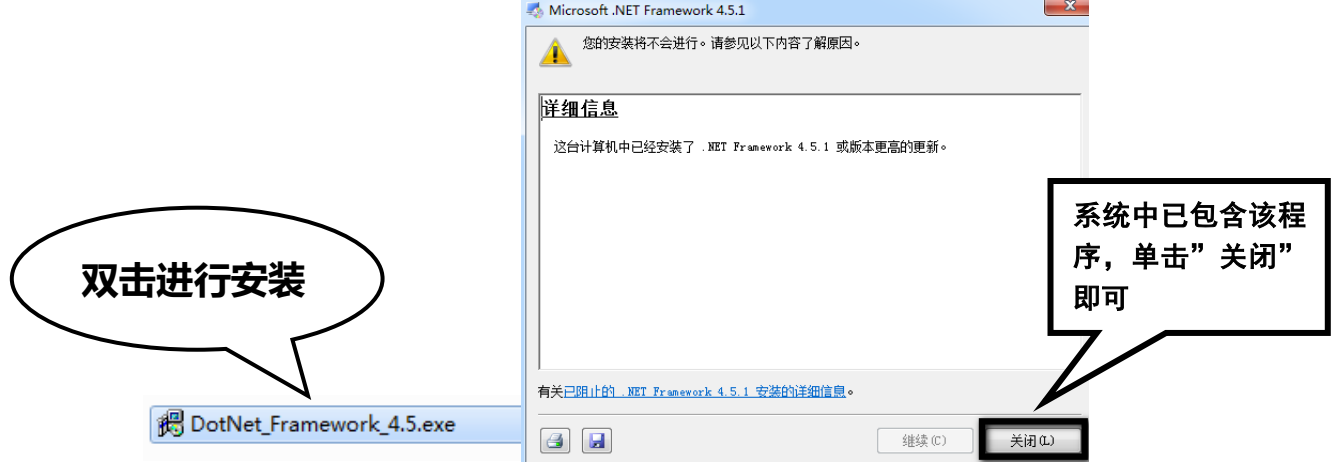 Microsoft .NET Framework 4.5.1
您的安装将不会进行。请参见以下内容了解原因。
详细信息
这台计算机中已经安装了 .NET Framework 4.5.1 或版本更高的更新。
系统中已包含该程
序，单击”关闭”
即可
双击进行安装
有关已阻止的 .NET Framework 4.5.1 安装的详细信息。
DotNet_Framework_4.5.exe
继续(C)
关闭(L)